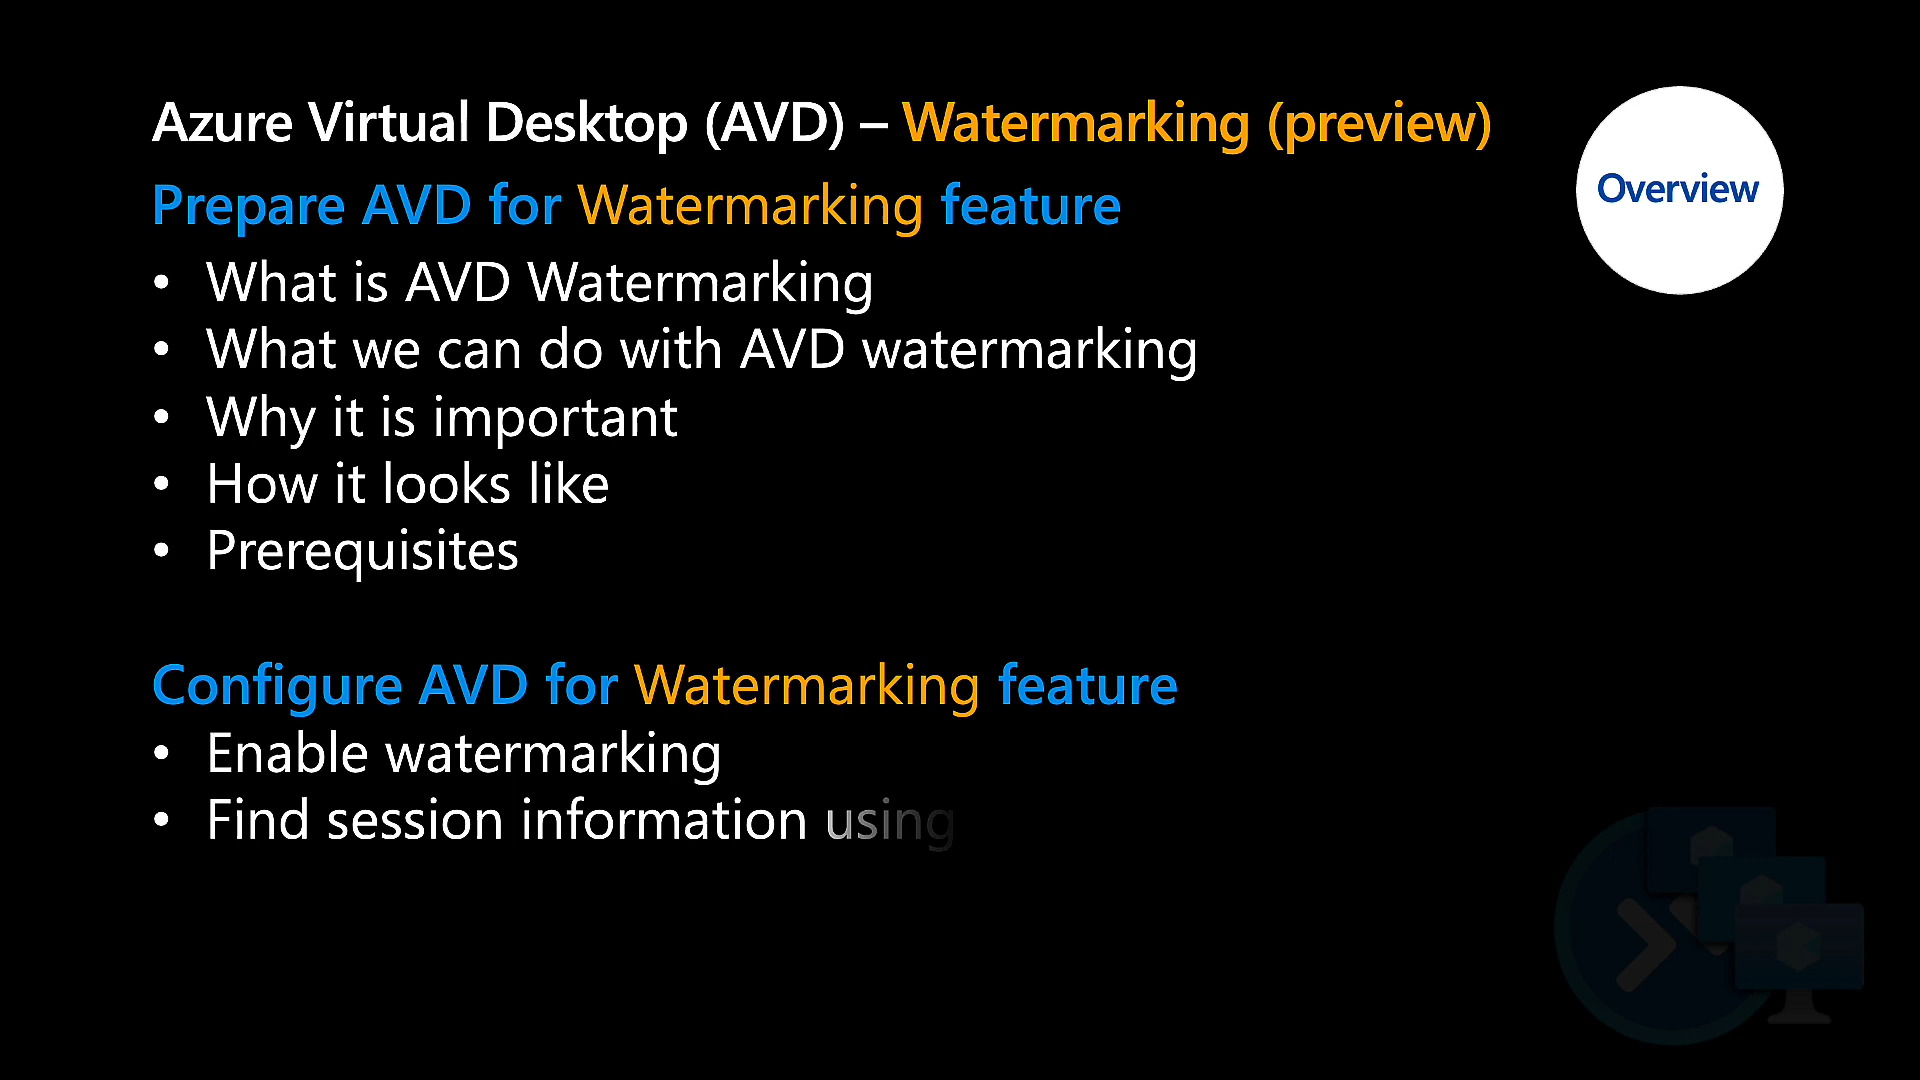 Azure Virtual Desktop (AVD) – Watermarking (preview)
Overview
Prepare AVD for Watermarking feature
• What is AVD Watermarking
• What we can do with AVD watermarking
• Why it is important
• How it looks like
• Prerequisites
Configure AVD for Watermarking feature
• Enable watermarking
• Find session information using